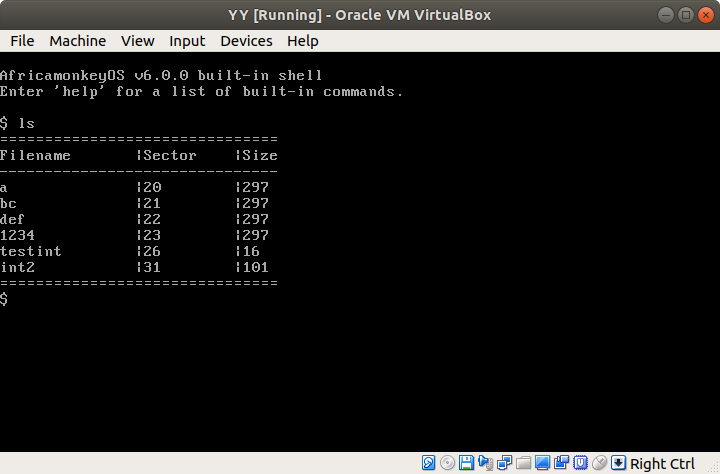 YY [Running] - Oracle VM VirtualBox
File Machine View Input Devices Help
AfricamonkeyOS v6.0.0 built-in shell
Enter 'help' for a list of built-in commands.
$ ls
===============================
Filename |Sector |Size
-------------------------------
a |20 |297
bc |21 |297
def |22 |297
1234 |23 |297
testint |26 |16
int2 |31 |101
===============================
$
Right Ctrl